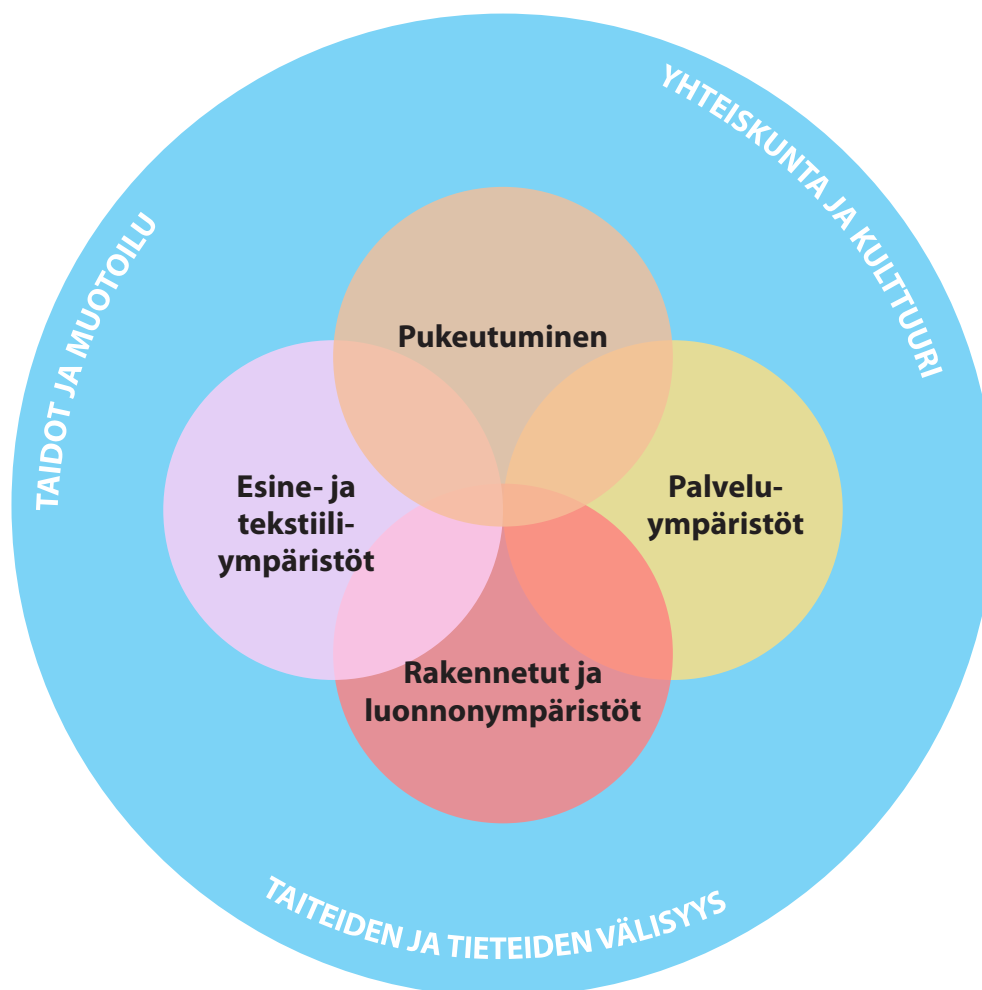 YHTEISKUNTA JA KULTTUURI
TAIDOT JA MUOTOILU
Pukeutuminen
Esine- ja
tekstiili-
ympäristöt
Palvelu-
ympäristöt
Rakennetut ja
luonnonympäristöt
TAITEIDEN JA TIETEIDEN VÄLISYYS